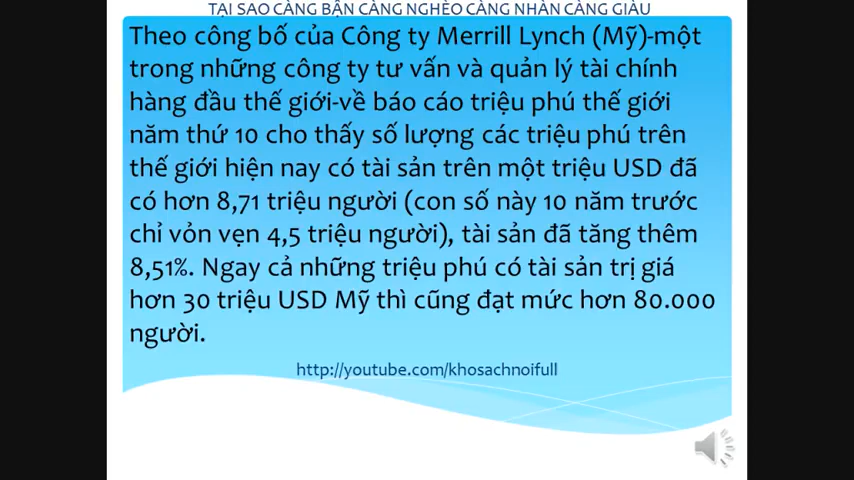 TẠI SAO CÀNG BẬN CÀNG NGHÈO CÀNG NHÀN CÀNG GIÀU
Theo công bố của Công ty Merrill Lynch (Mỹ)-một
trong những công ty tư vấn và quản lý tài chính
hàng đầu thế giới-về báo cáo triệu phú thế giới
năm thứ 10 cho thấy số lượng các triệu phú trên
thế giới hiện nay có tài sản trên một triệu USD đã
có hơn 8,71 triệu người (con số này 10 năm trước
chỉ vỏn vẹn 4,5 triệu người), tài sản đã tăng thêm
8,51%. Ngay cả những triệu phú có tài sản trị giá
hơn 30 triệu USD Mỹ thì cũng đạt mức hơn 80.000
người.
http://youtube.com/khosachnoifull